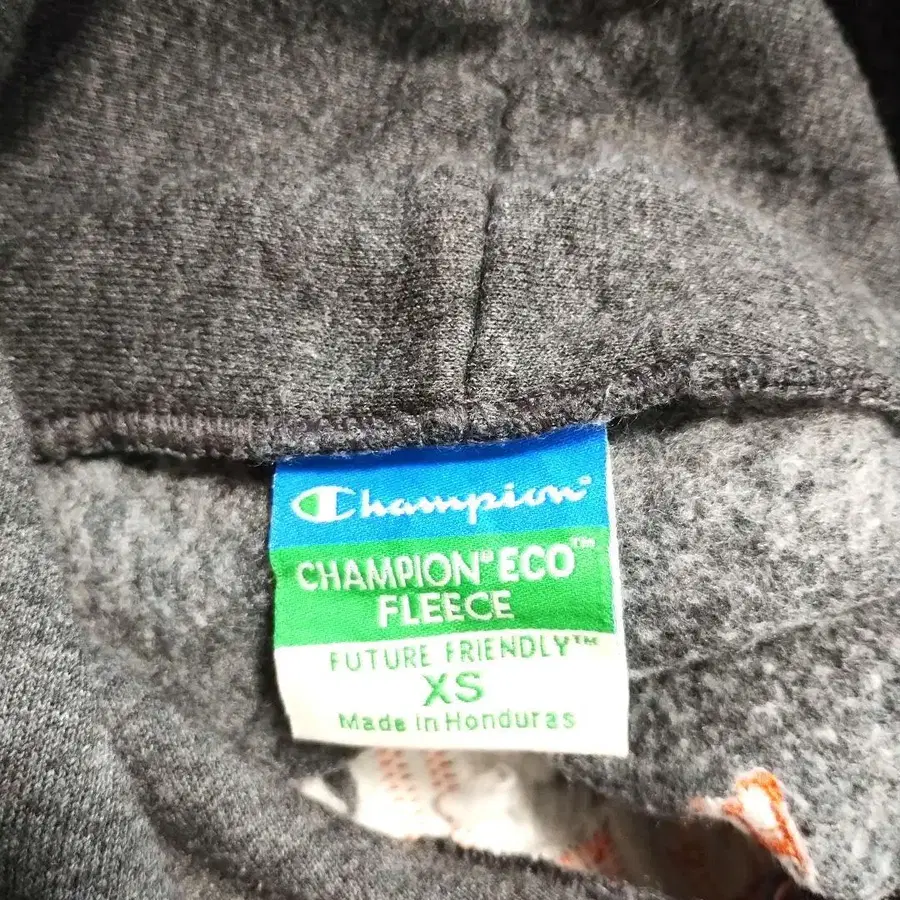 Champion®
CHAMPION® ECO™
FLEECE
FUTURE FRIENDLY™
XS
Made in Honduras